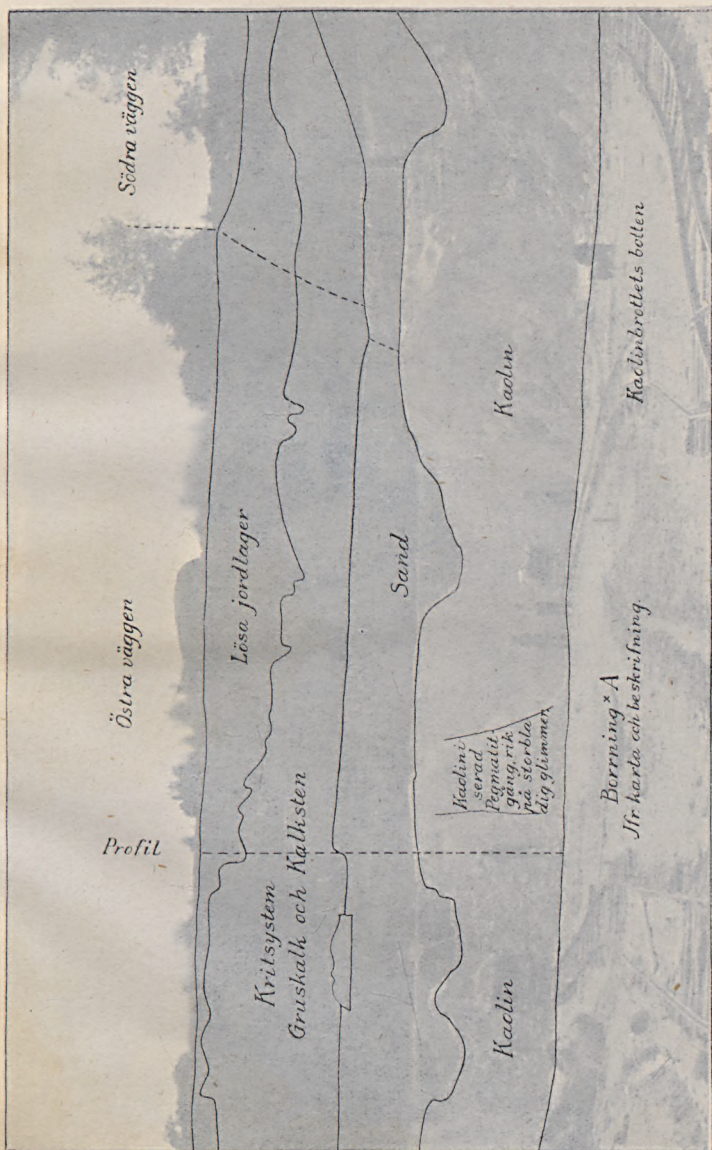 Östra väggen
Södra väggen
Profil
Lösa jordlager
Kritsystem
Gruskalk och Kalksten
Sand
Kaolini
serad
Pegmatit-
gång, rik
på storbla
dig glimmer
Kaolin
Kaolin
Borrning × A
Jfr karta och beskrifning.
Kaolinbrottets botten